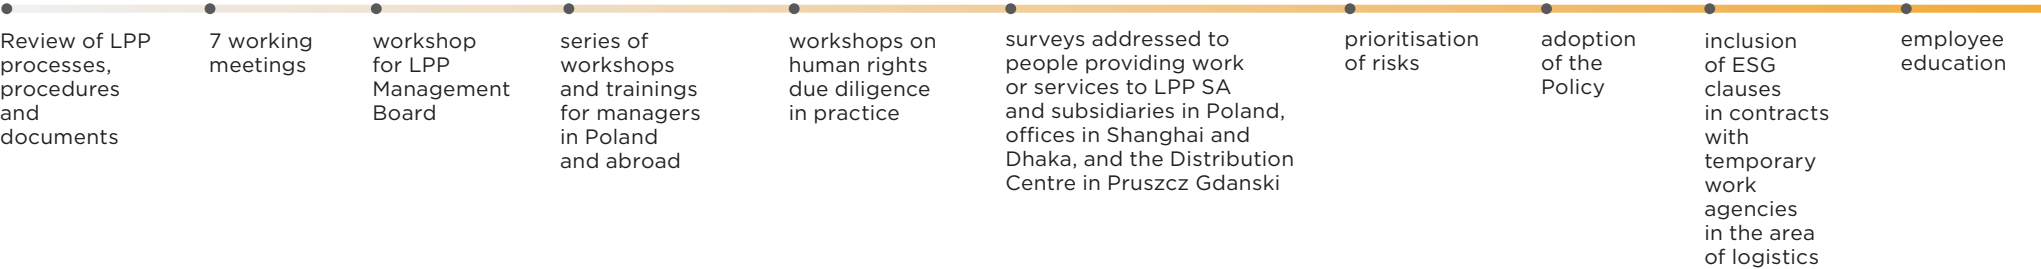 Review of LPP
processes,
procedures
and
documents
7 working
meetings
workshop
for LPP
Management
Board
series of
workshops
and trainings
for managers
in Poland
and abroad
workshops on
human rights
due diligence
in practice
surveys addressed to
people providing work
or services to LPP SA
and subsidiaries in Poland,
offices in Shanghai and
Dhaka, and the Distribution
Centre in Pruszcz Gdanski
prioritisation
of risks
adoption
of the
Policy
inclusion
of ESG
clauses
in contracts
with
temporary
work
agencies
in the area
of logistics
employee
education